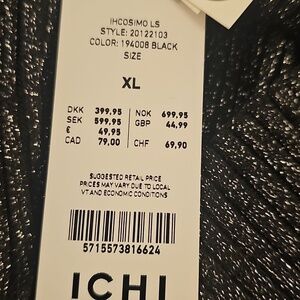 IHCOSIMO LS
STYLE: 20122103
COLOR: 194008 BLACK
SIZE
XL
DKK 399,95 NOK 699,95
SEK 599,95 GBP 44,99
€ 49,95
CAD 79,00 CHF 69,90
SUGGESTED RETAIL PRICE
PRICES MAY VARY DUE TO LOCAL
VT AND ECONOMIC CONDITIONS
5715573816624
ICHI